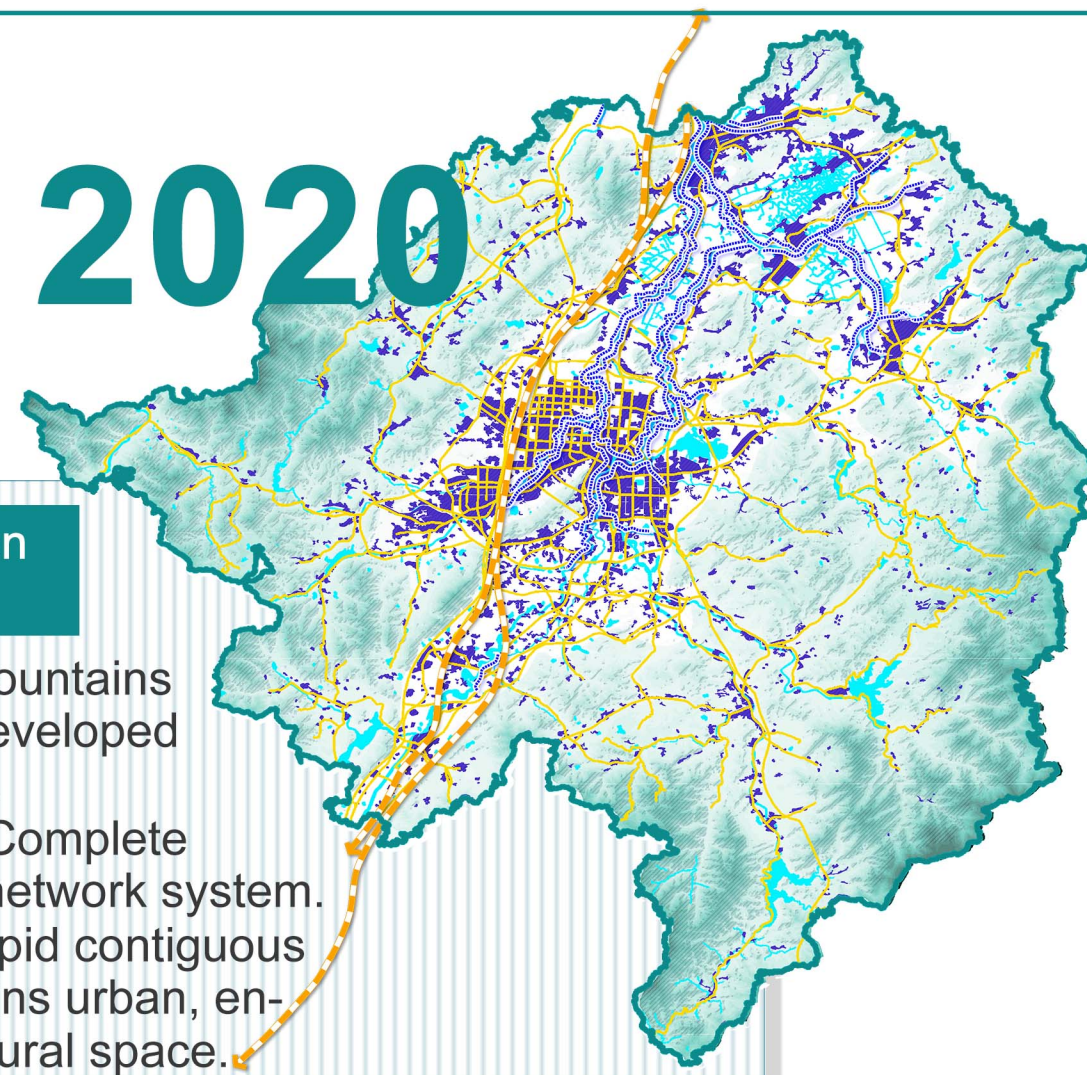 2020
n
ountains
eveloped
Complete
network system.
pid contiguous
ns urban, en-
ural space.